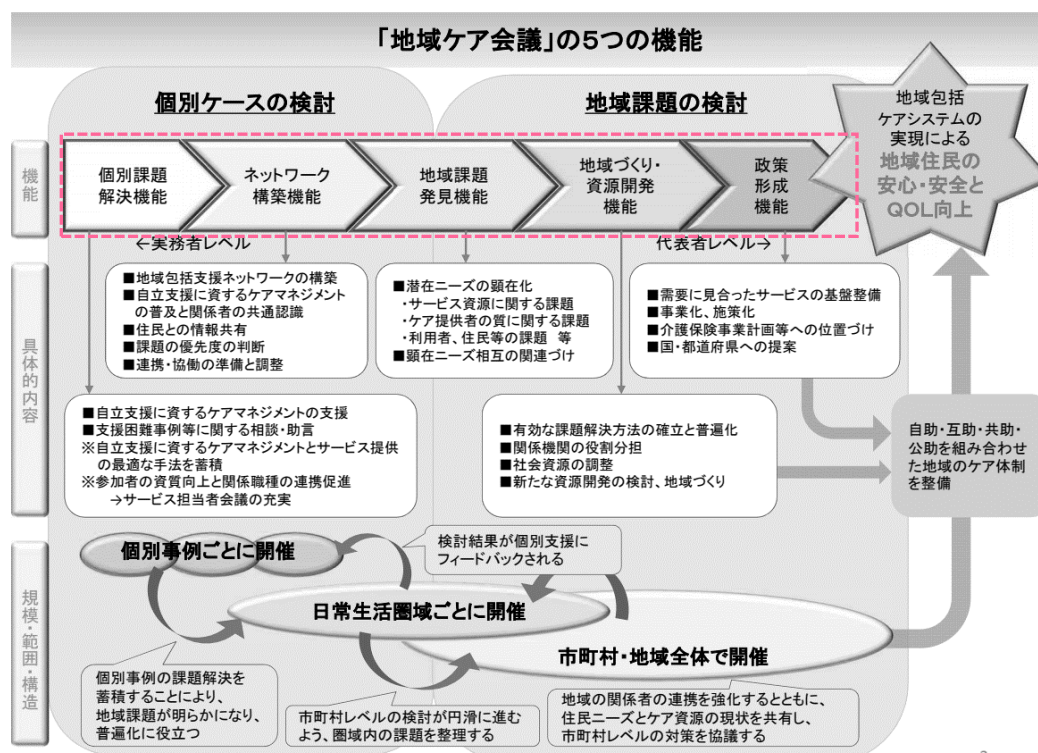 「地域ケア会議」の5つの機能
個別ケースの検討
地域課題の検討
地域包括
ケアシステムの
実現による
地域住民の
安心・安全と
QOL向上
機能
個別課題
解決機能
ネットワーク
構築機能
地域課題
発見機能
地域づくり・
資源開発
機能
政策
形成
機能
←実務者レベル
代表者レベル→
具体的内容
■地域包括支援ネットワークの構築
■自立支援に資するケアマネジメント
の普及と関係者の共通認識
■住民との情報共有
■課題の優先度の判断
■連携・協働の準備と調整
■潜在ニーズの顕在化
・サービス資源に関する課題
・ケア提供者の質に関する課題
・利用者、住民等の課題 等
■顕在ニーズ相互の関連づけ
■需要に見合ったサービスの基盤整備
■事業化、施策化
■介護保険事業計画等への位置づけ
■国・都道府県への提案
■自立支援に資するケアマネジメントの支援
■支援困難事例等に関する相談・助言
※自立支援に資するケアマネジメントとサービス提供
の最適な手法を蓄積
※参加者の資質向上と関係職種の連携促進
→サービス担当者会議の充実
■有効な課題解決方法の確立と普遍化
■関係機関の役割分担
■社会資源の調整
■新たな資源開発の検討、地域づくり
自助・互助・共助・
公助を組み合わせ
た地域のケア体制
を整備
規模・範囲・構造
個別事例ごとに開催
検討結果が個別支援に
フィードバックされる
日常生活圏域ごとに開催
市町村・地域全体で開催
個別事例の課題解決を
蓄積することにより、
地域課題が明らかになり、
普遍化に役立つ
市町村レベルの検討が円滑に進む
よう、圏域内の課題を整理する
地域の関係者の連携を強化するとともに、
住民ニーズとケア資源の現状を共有し、
市町村レベルの対策を協議する